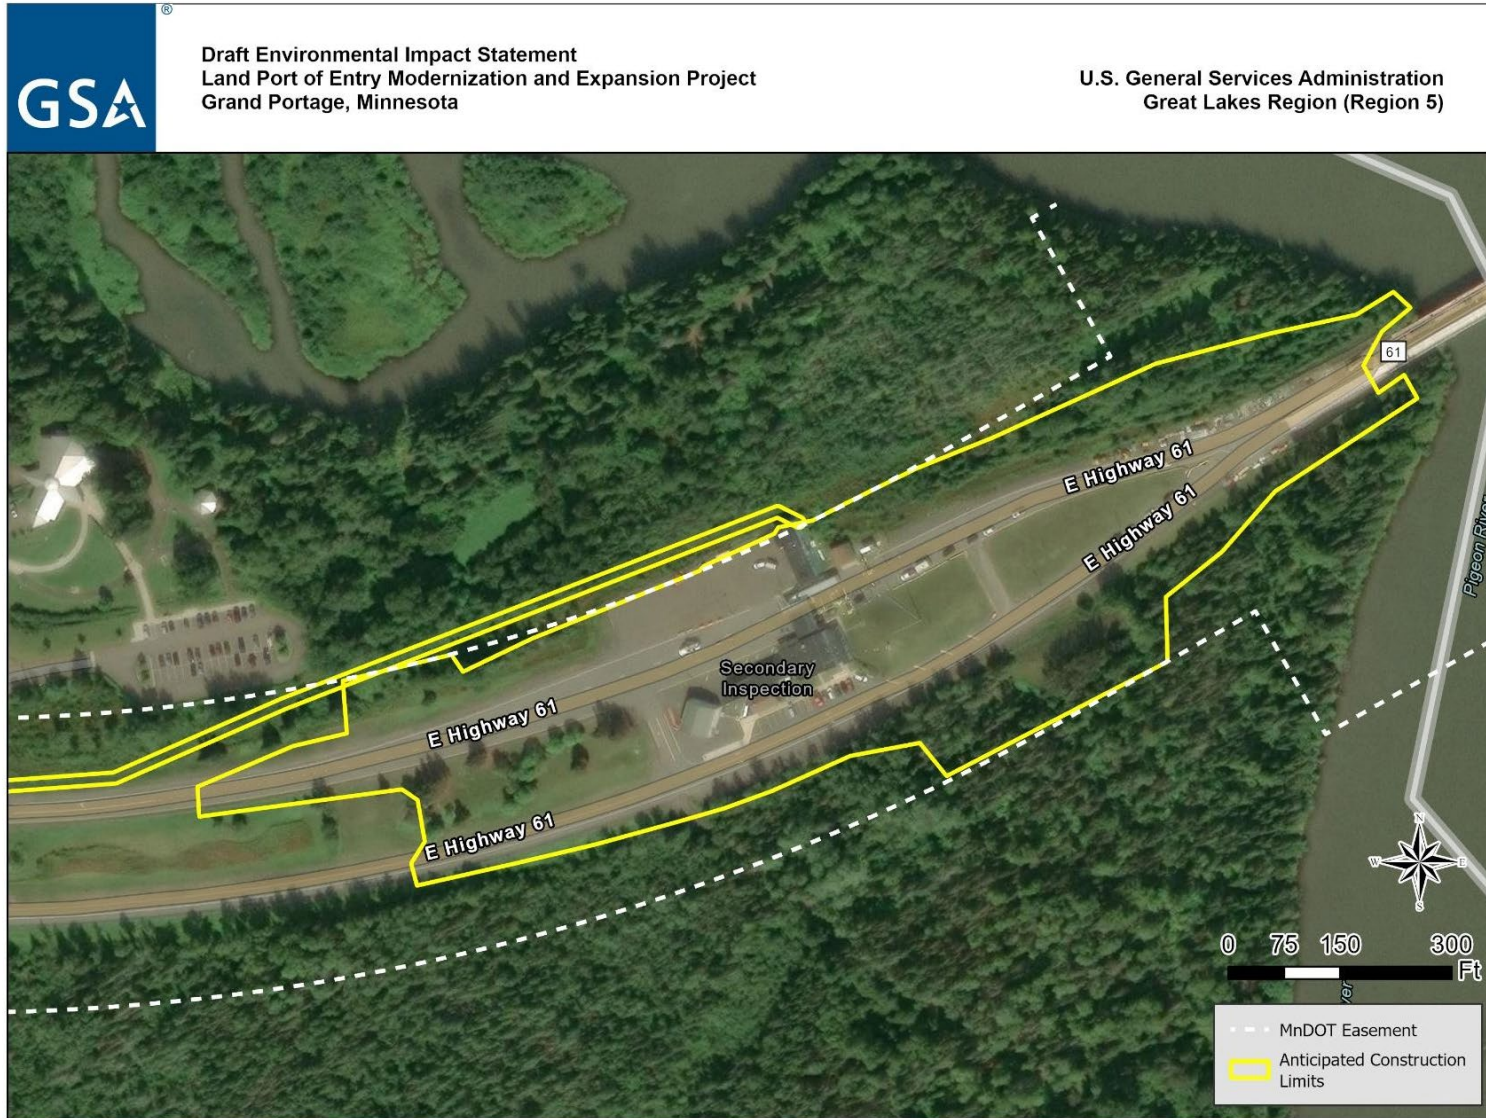 ®
GSA
Draft Environmental Impact Statement
Land Port of Entry Modernization and Expansion Project
Grand Portage, Minnesota
U.S. General Services Administration
Great Lakes Region (Region 5)
61
E Highway 61
E Highway 61
Pigeon River
Secondary
Inspection
E Highway 61
E Highway 61
N
W
E
S
0 75 150 300
Ft
ver
MnDOT Easement
Anticipated Construction
Limits